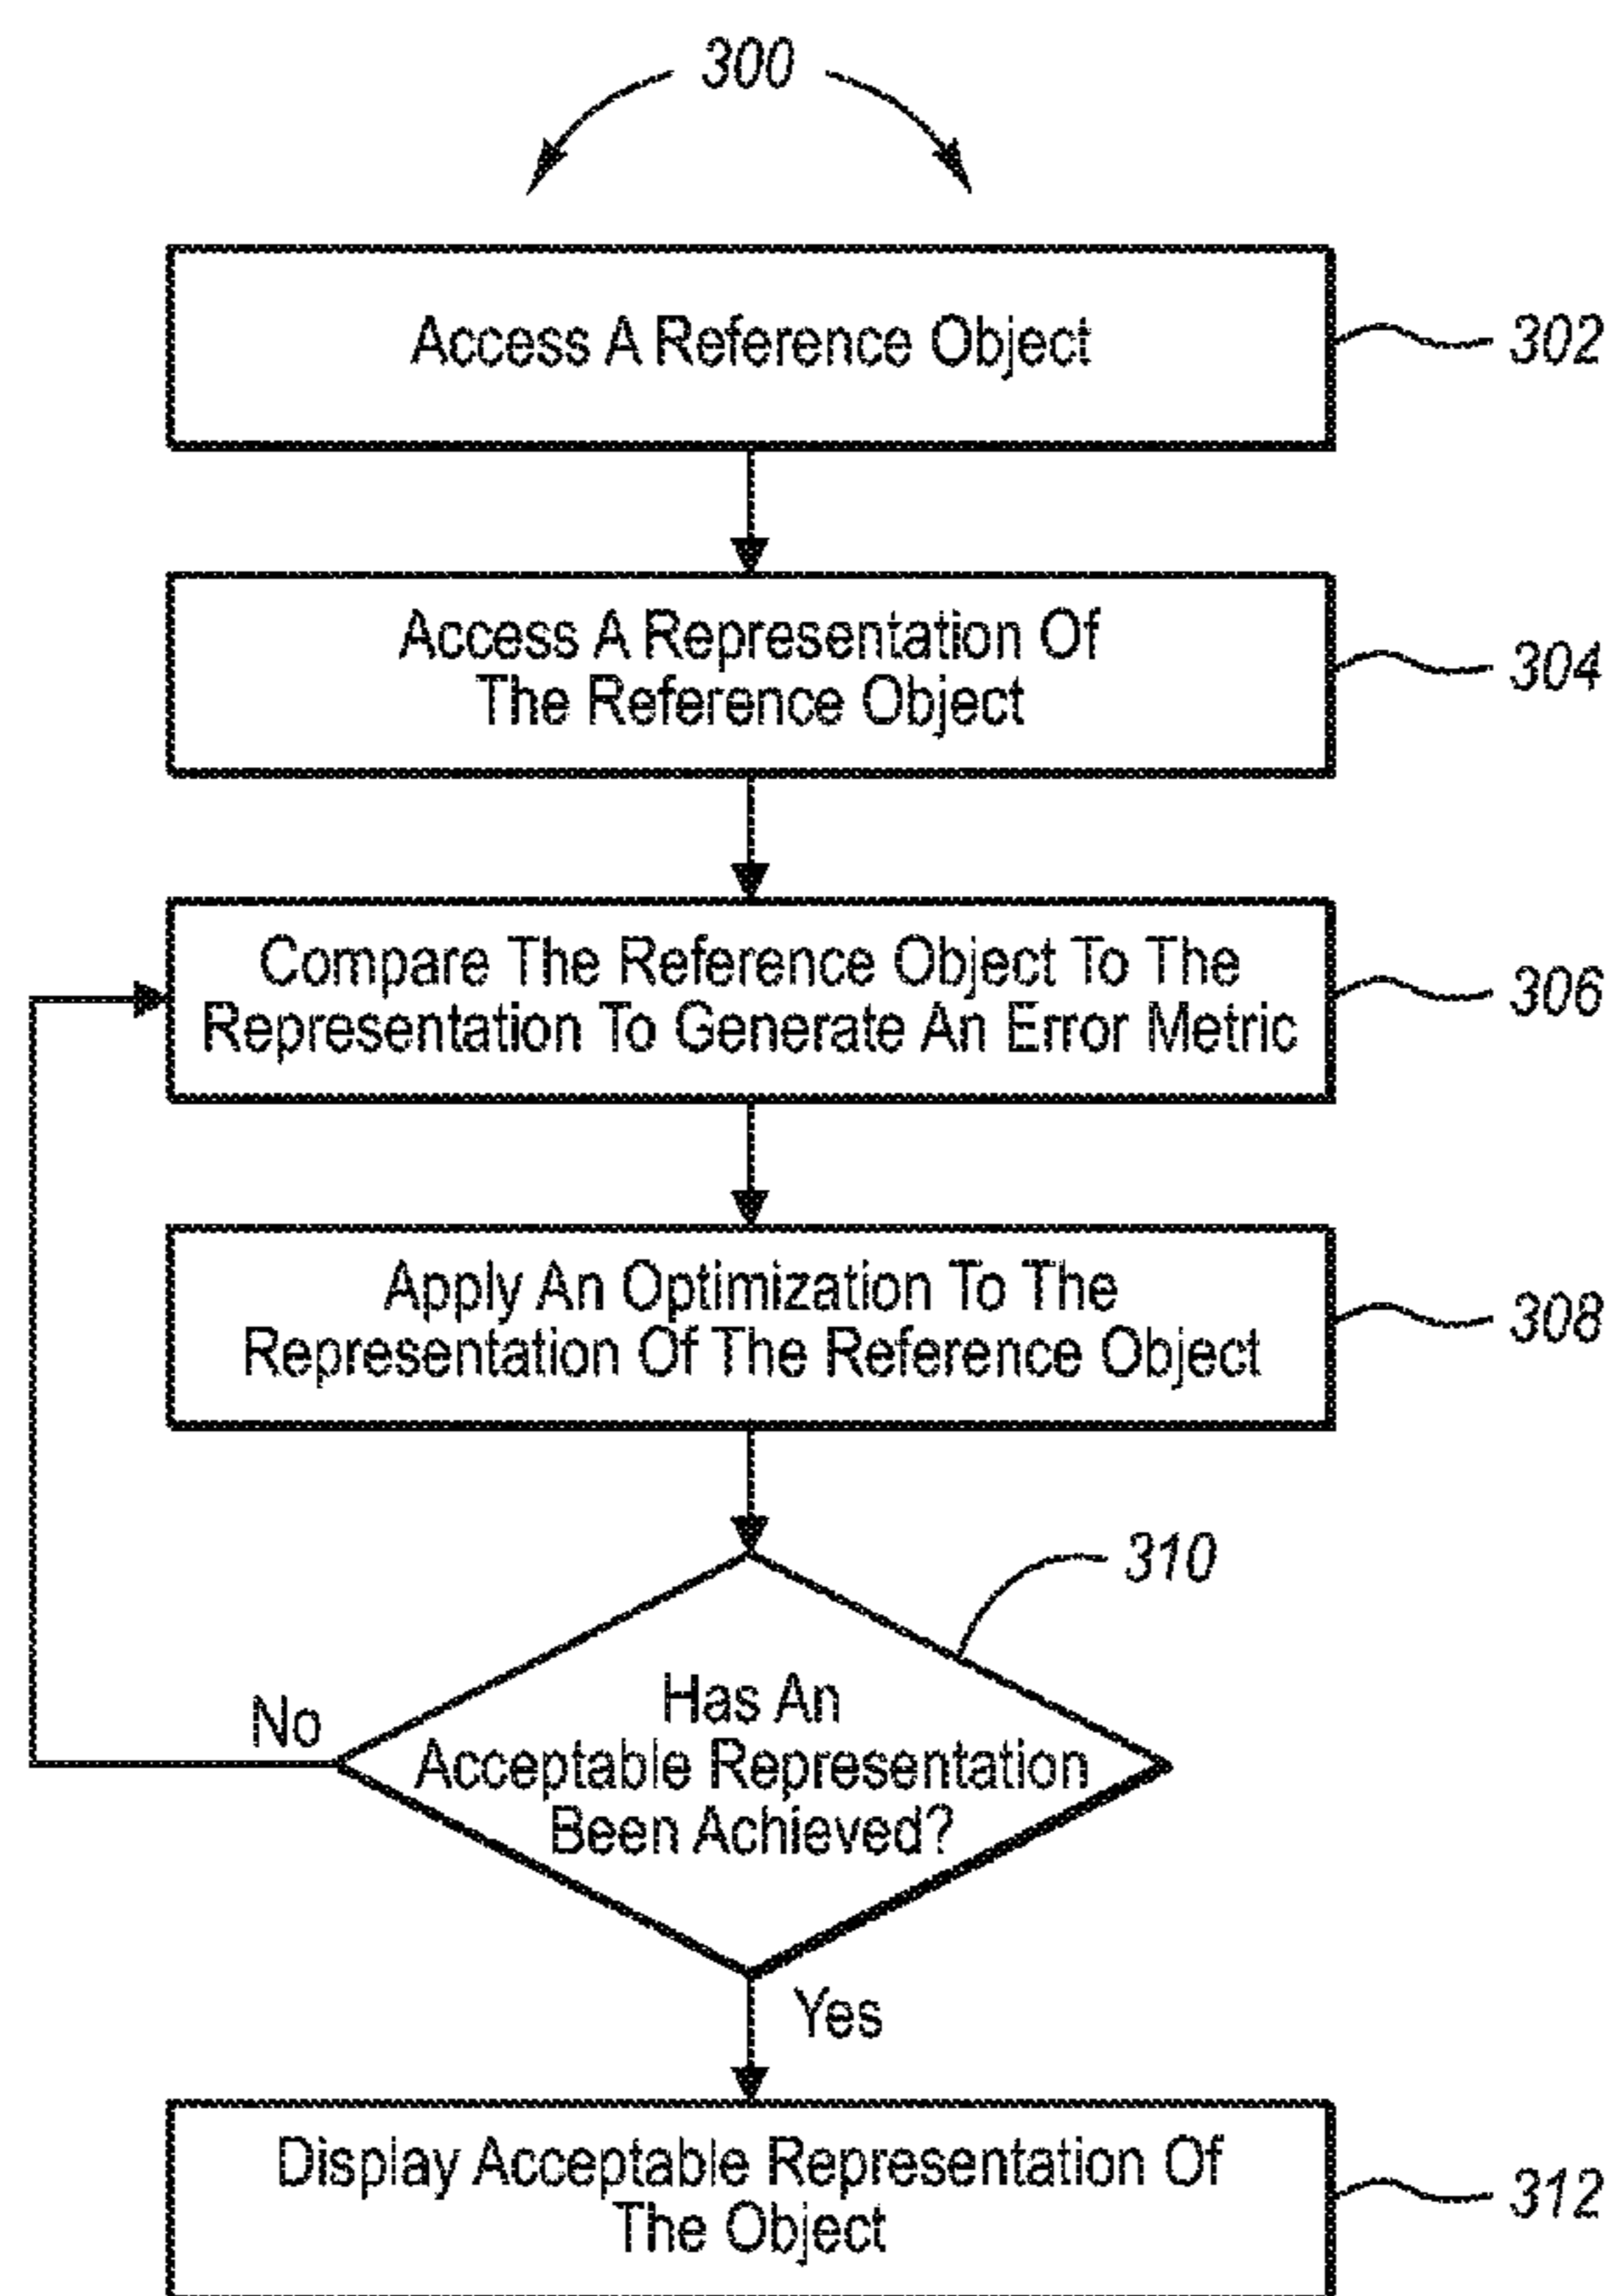 300
Access A Reference Object
302
Access A Representation Of
The Reference Object
304
Compare The Reference Object To The
Representation To Generate An Error Metric
306
Apply An Optimization To The
Representation Of The Reference Object
308
310
Has An
Acceptable Representation
Been Achieved?
No
Yes
Display Acceptable Representation Of
The Object
312